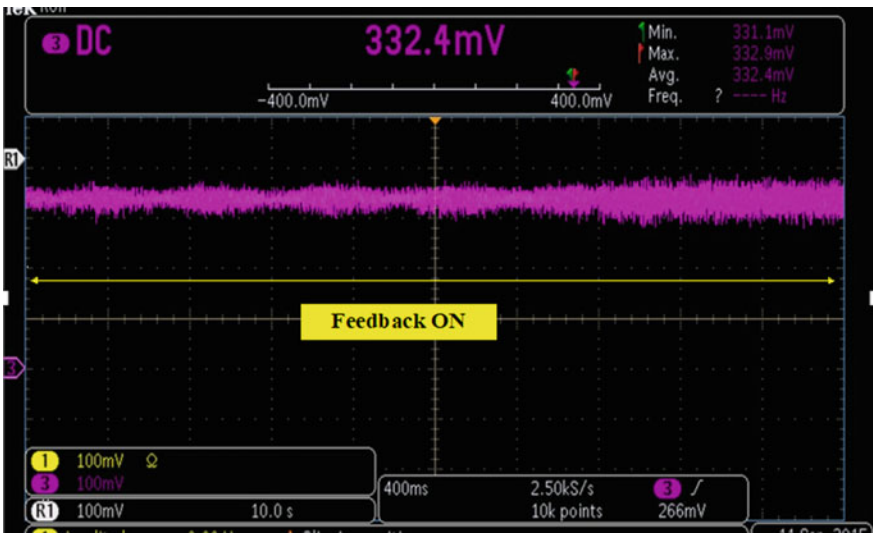 3 DC 332.4mV
Min. 331.1mV
Max. 332.9mV
Avg. 332.4mV
Freq. ? ---- Hz
-400.0mV 400.0mV
R1
Feedback ON
3
1 100mV Ω
3 100mV
R1 100mV 10.0 s
400ms 2.50kS/s 3
10k points 266mV